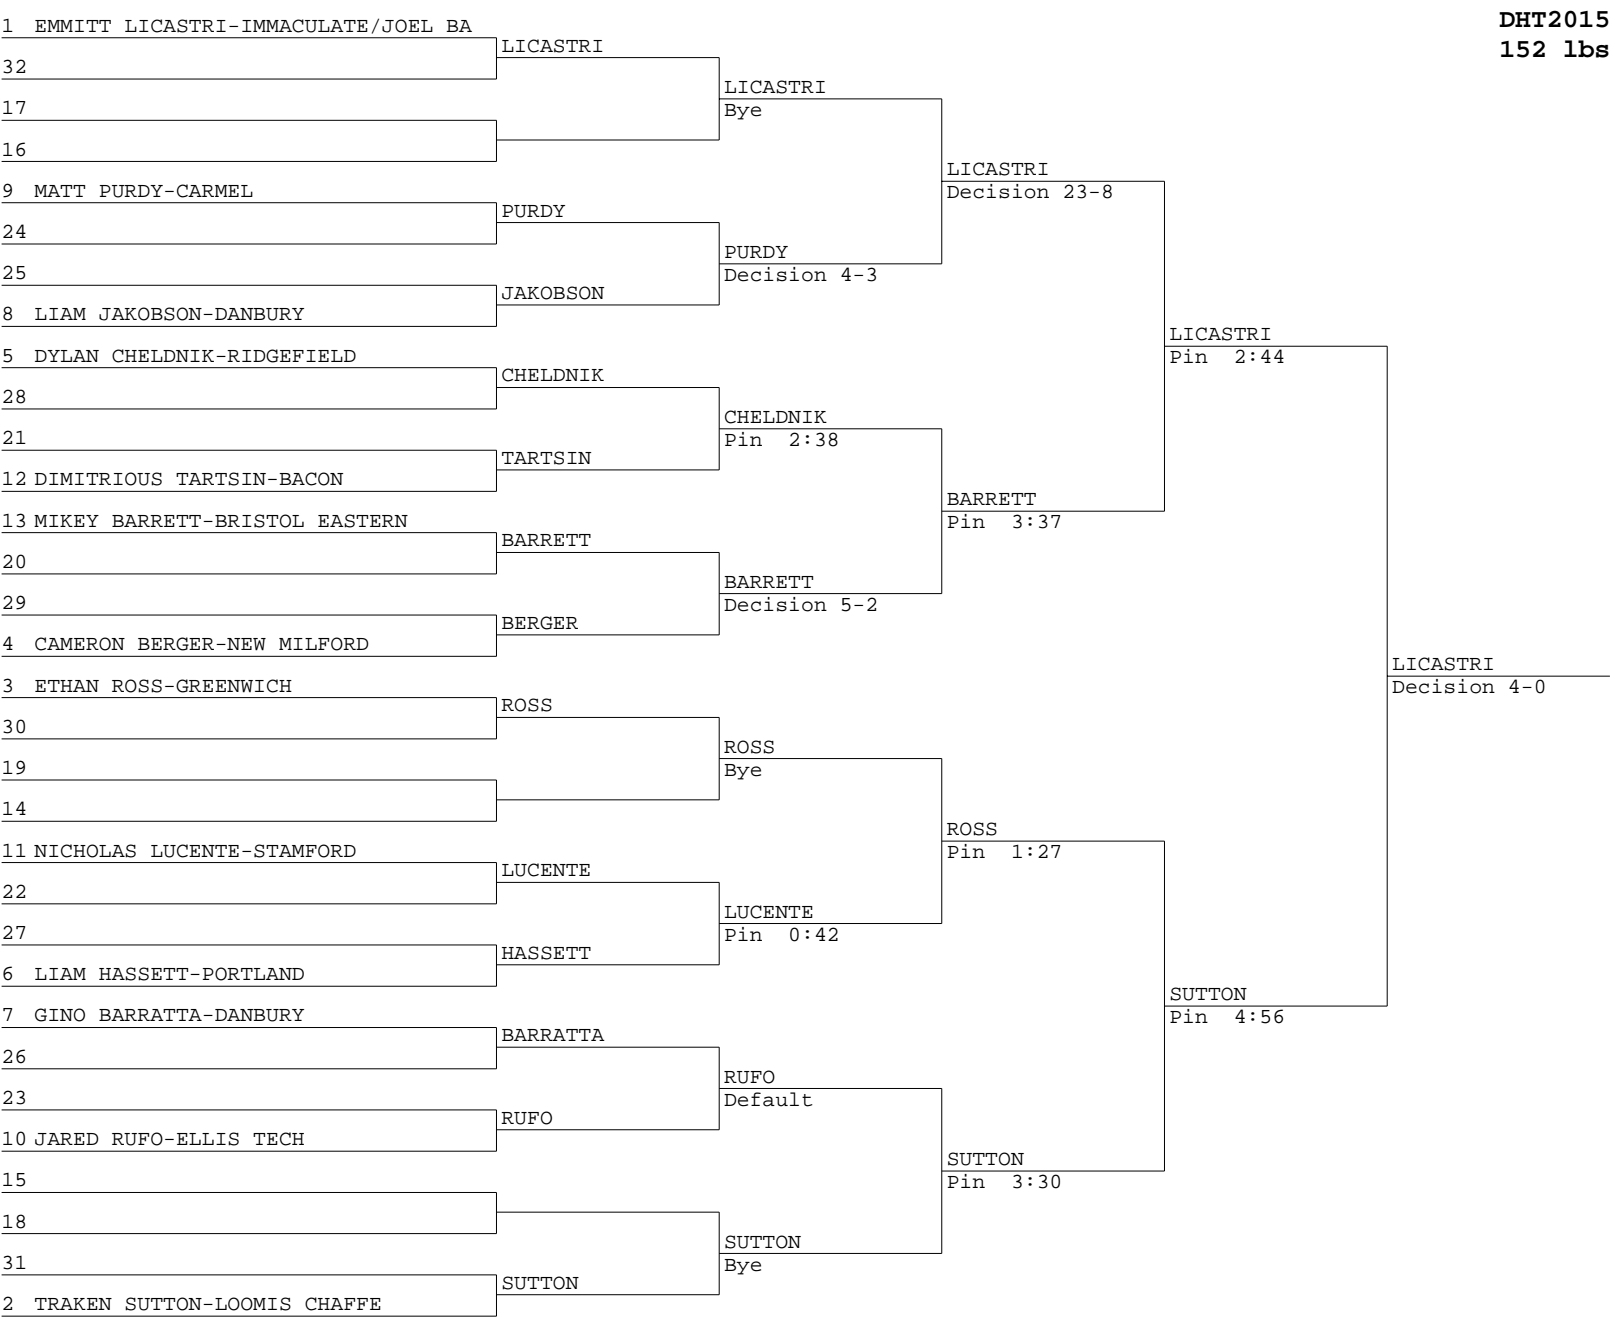 DHT2015
152 lbs
1 EMMITT LICASTRI-IMMACULATE/JOEL BA
LICASTRI
32
LICASTRI
Bye
17
16
LICASTRI
Decision 23-8
9 MATT PURDY-CARMEL
PURDY
24
PURDY
Decision 4-3
25
JAKOBSON
8 LIAM JAKOBSON-DANBURY
LICASTRI
Pin 2:44
5 DYLAN CHELDNIK-RIDGEFIELD
CHELDNIK
28
CHELDNIK
Pin 2:38
21
TARTSIN
12 DIMITRIOUS TARTSIN-BACON
BARRETT
Pin 3:37
13 MIKEY BARRETT-BRISTOL EASTERN
BARRETT
20
BARRETT
Decision 5-2
29
BERGER
4 CAMERON BERGER-NEW MILFORD
LICASTRI
Decision 4-0
3 ETHAN ROSS-GREENWICH
ROSS
30
ROSS
Bye
19
14
ROSS
Pin 1:27
11 NICHOLAS LUCENTE-STAMFORD
LUCENTE
22
LUCENTE
Pin 0:42
27
HASSETT
6 LIAM HASSETT-PORTLAND
SUTTON
Pin 4:56
7 GINO BARRATTA-DANBURY
BARRATTA
26
RUFO
Default
23
RUFO
10 JARED RUFO-ELLIS TECH
SUTTON
Pin 3:30
15
18
SUTTON
Bye
31
SUTTON
2 TRAKEN SUTTON-LOOMIS CHAFFE